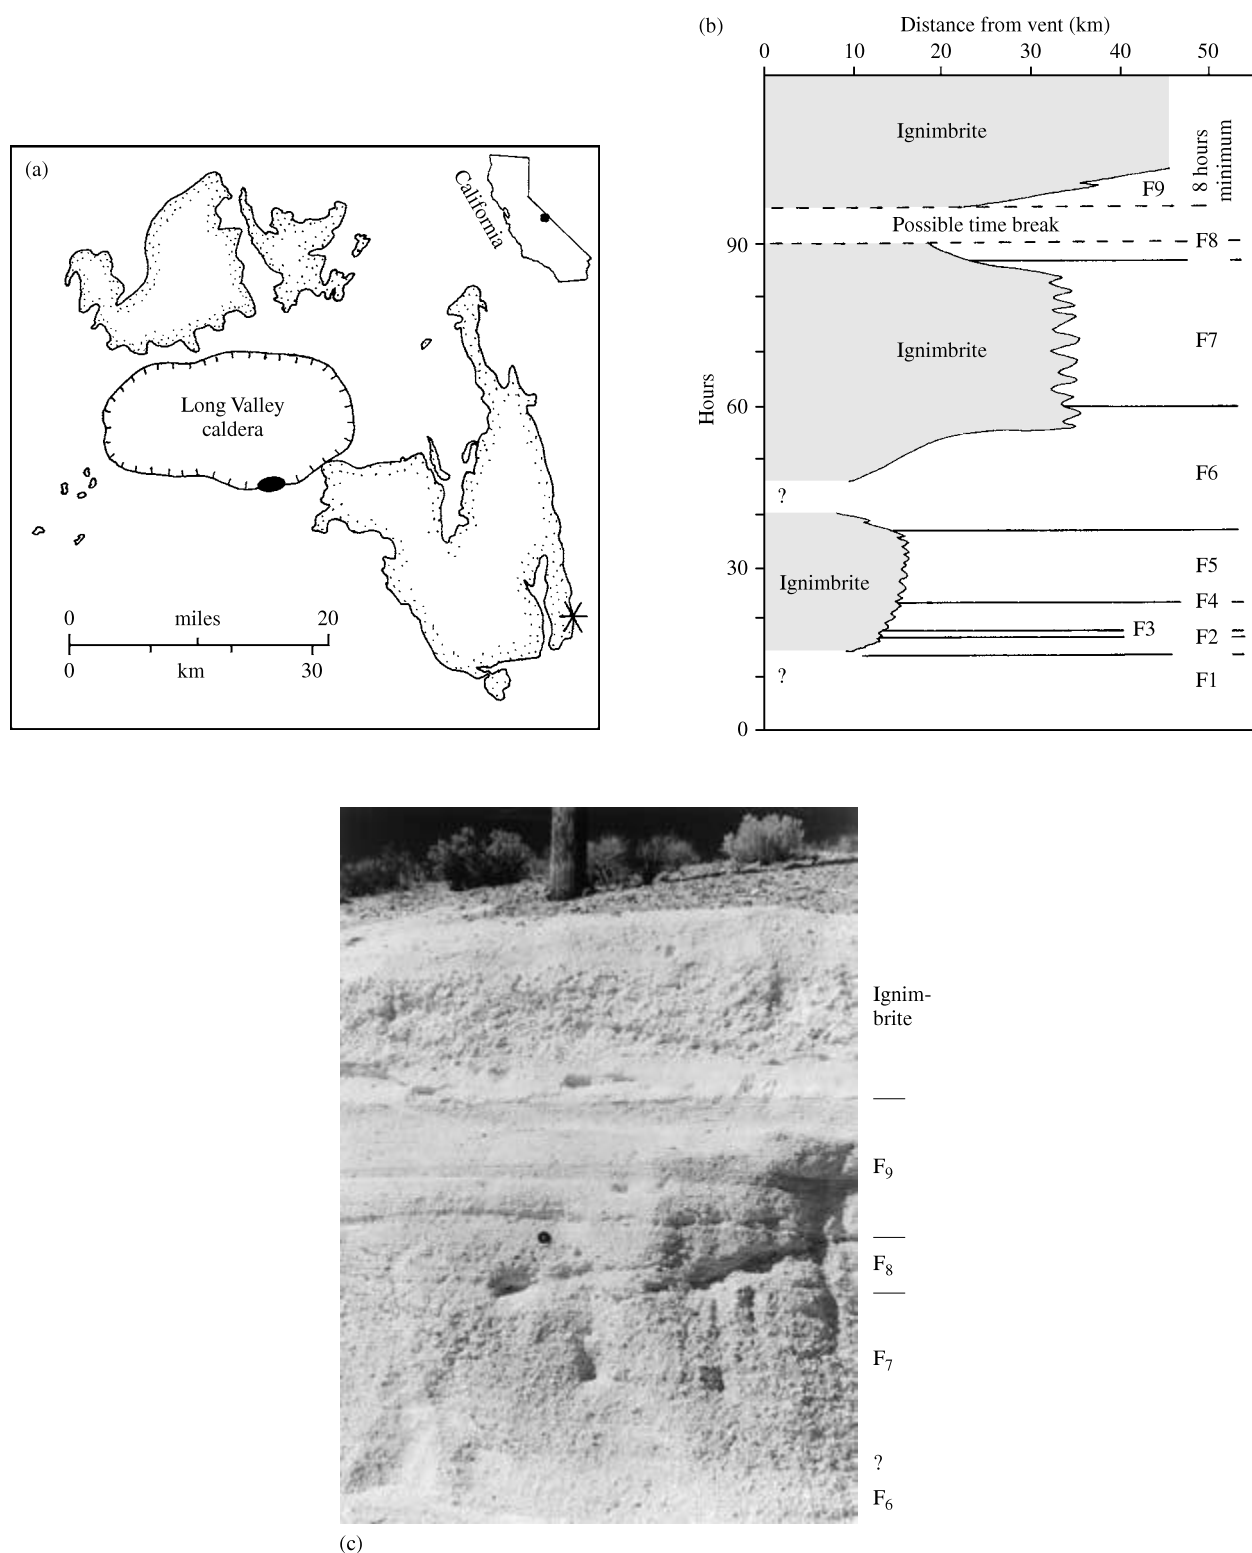 (a)
California
Long Valley
caldera
0 miles 20
0 km 30
(b)
Distance from vent (km)
0 10 20 30 40 50
Ignimbrite
8 hours
minimum
F9
Possible time break
90
F8
Ignimbrite
F7
Hours
60
F6
?
F5
30
Ignimbrite
F4
F3
F2
?
F1
0
Ignim-
brite
F9
F8
F7
?
F6
(c)